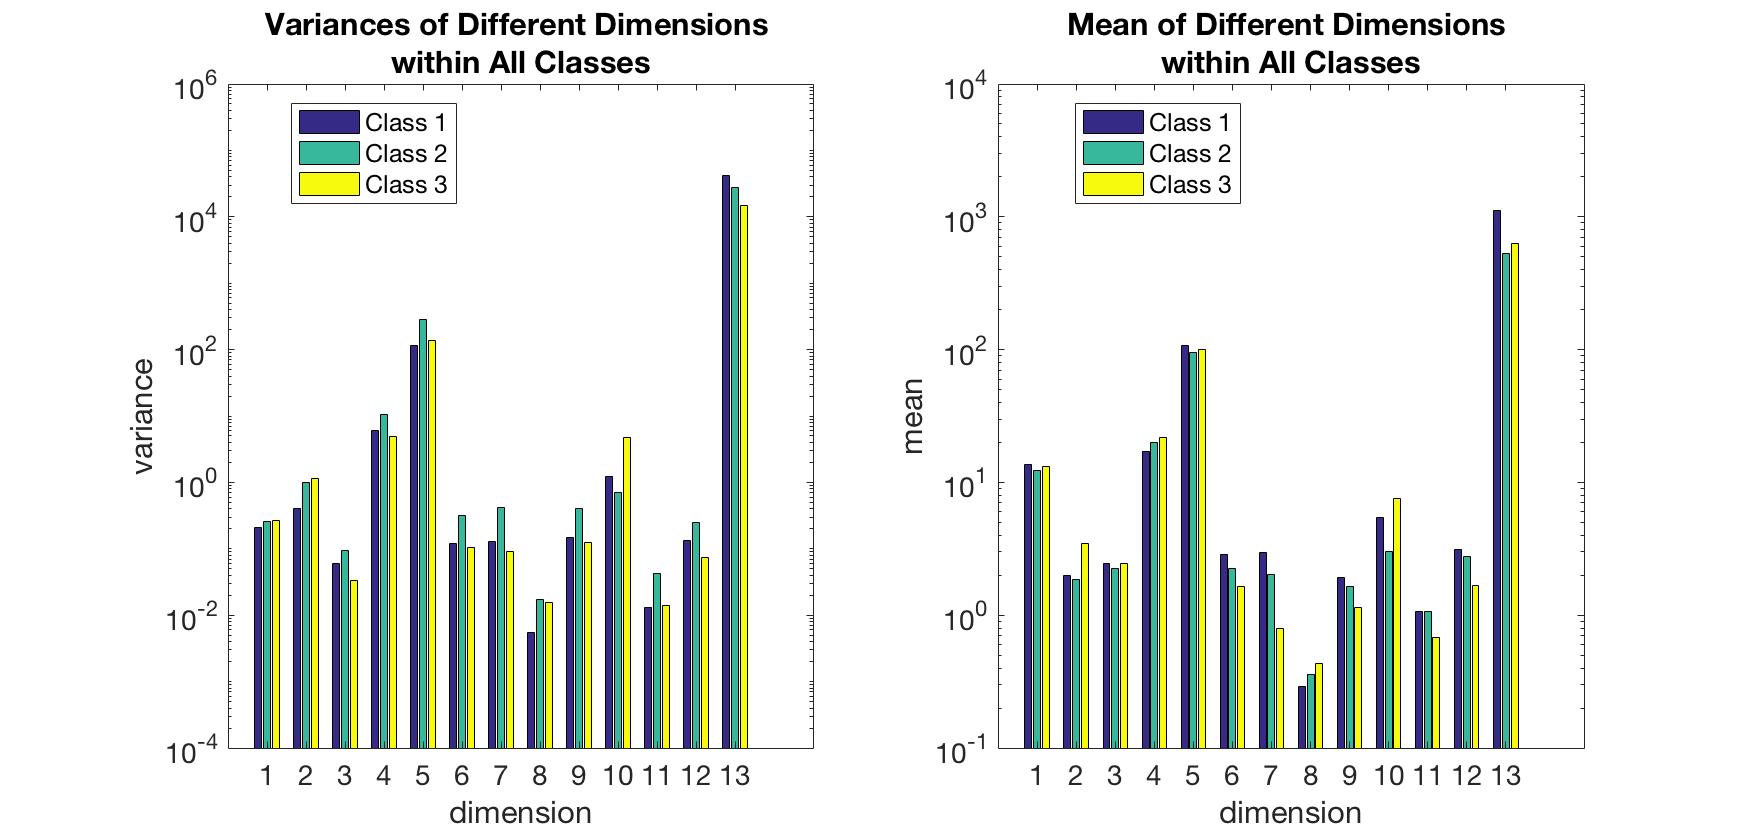 Variances of Different Dimensions
within All Classes
10^6
10^4
10^2
10^0
10^-2
10^-4
variance
Class 1
Class 2
Class 3
1 2 3 4 5 6 7 8 9 10 11 12 13
dimension
Mean of Different Dimensions
within All Classes
10^4
10^3
10^2
10^1
10^0
10^-1
mean
Class 1
Class 2
Class 3
1 2 3 4 5 6 7 8 9 10 11 12 13
dimension